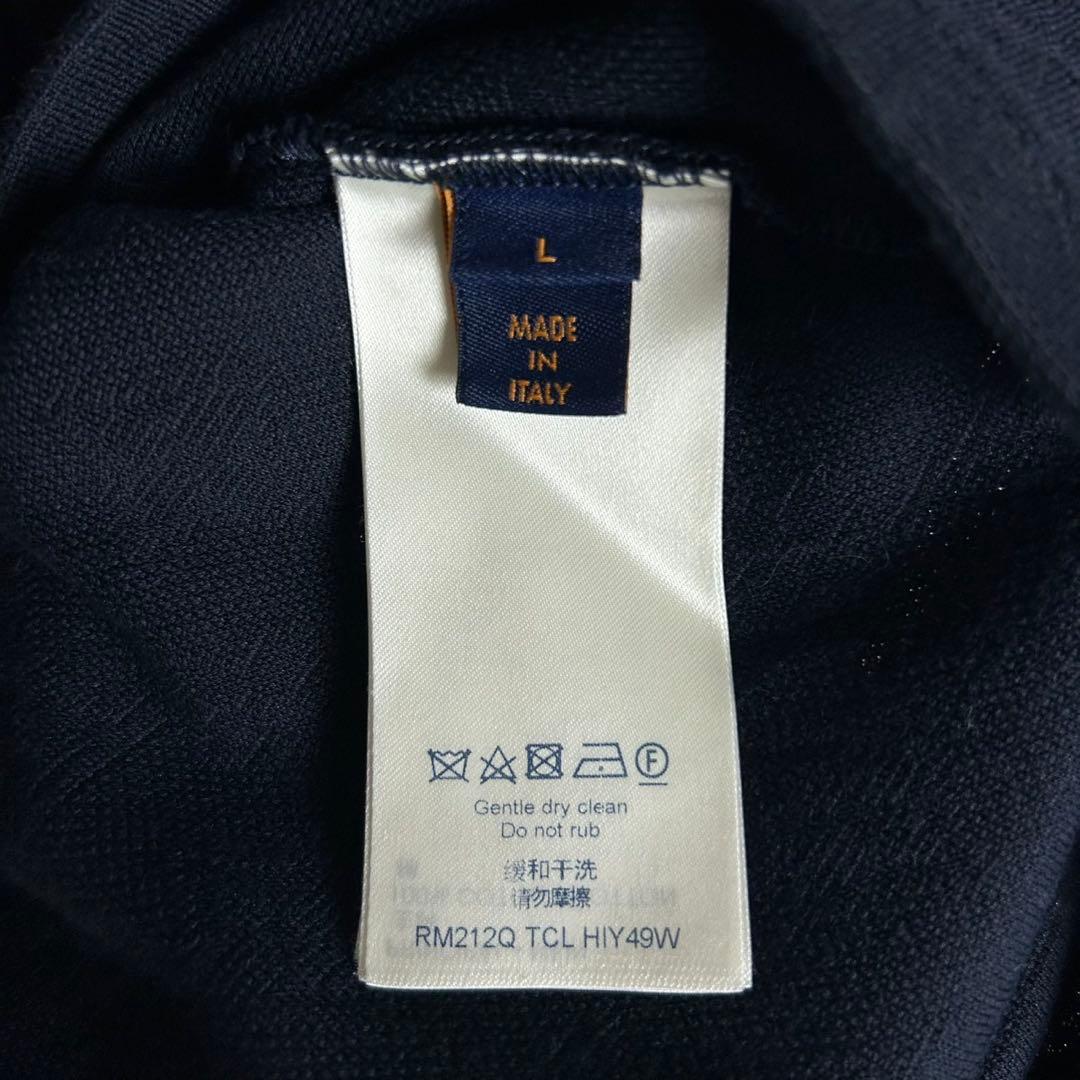 L
MADE
IN
ITALY
F
Gentle dry clean
Do not rub
缓和干洗
请勿摩擦
RM212Q TCL HIY49W